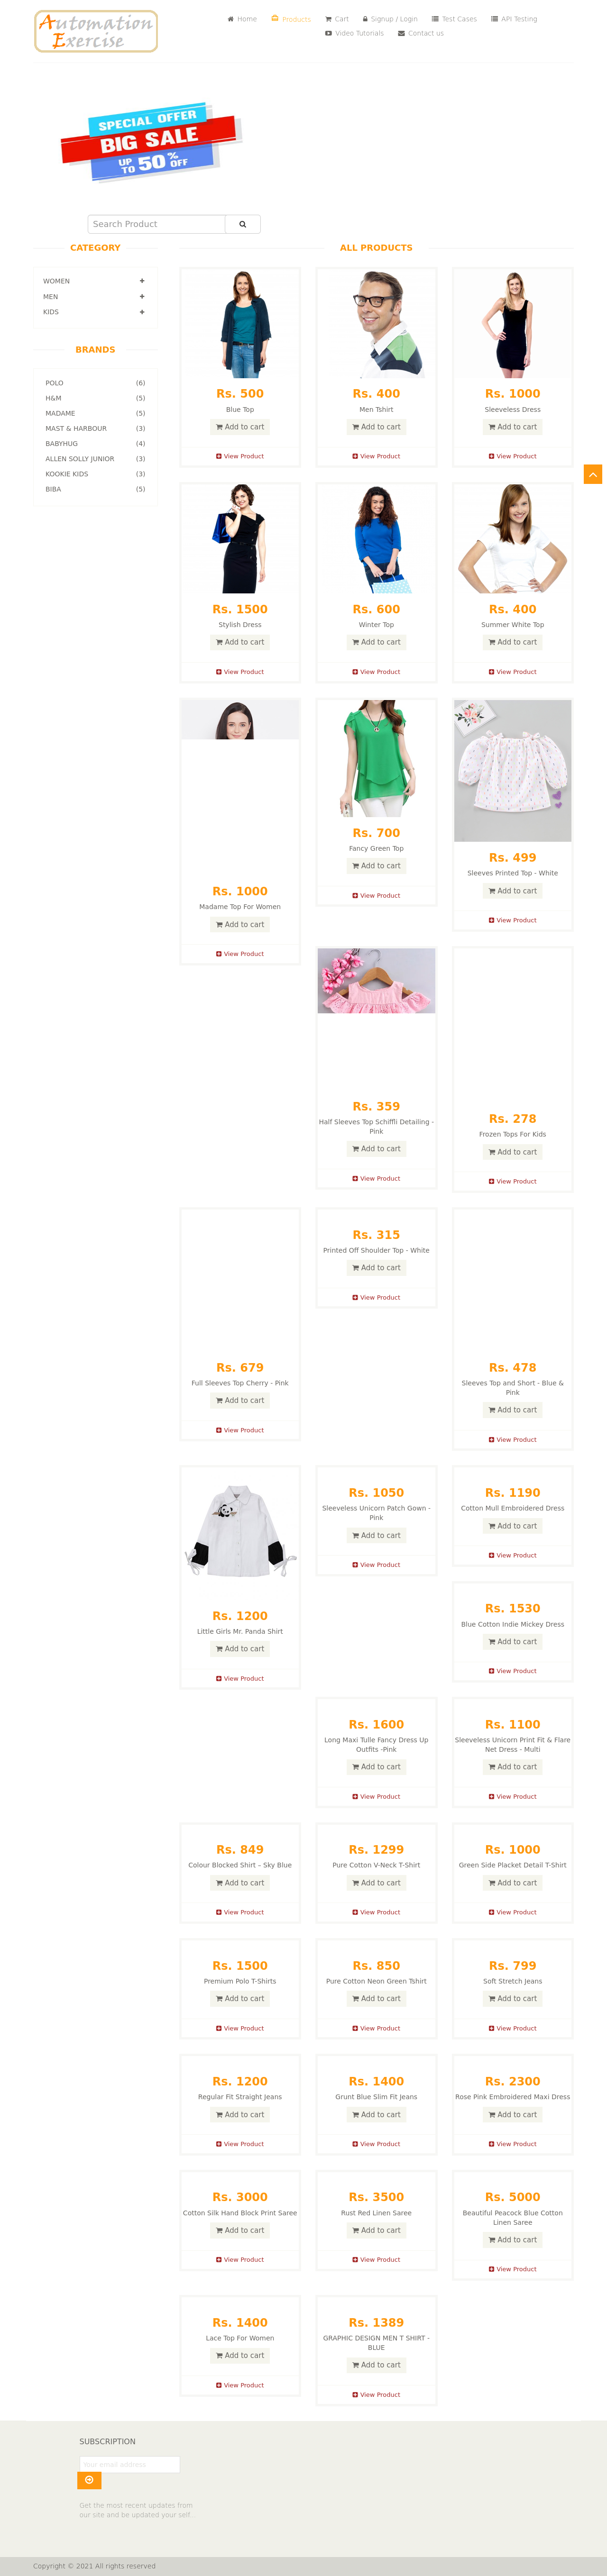 Automation
Exercise
Home
Products
Cart
Signup / Login
Test Cases
API Testing
Video Tutorials
Contact us
SPECIAL OFFER
BIG SALE
UP TO 50% OFF
Search Product
CATEGORY
WOMEN
MEN
KIDS
BRANDS
POLO (6)
H&M (5)
MADAME (5)
MAST & HARBOUR (3)
BABYHUG (4)
ALLEN SOLLY JUNIOR (3)
KOOKIE KIDS (3)
BIBA (5)
ALL PRODUCTS
Rs. 500
Blue Top
Add to cart
View Product
Rs. 400
Men Tshirt
Add to cart
View Product
Rs. 1000
Sleeveless Dress
Add to cart
View Product
Rs. 1500
Stylish Dress
Add to cart
View Product
Rs. 600
Winter Top
Add to cart
View Product
Rs. 400
Summer White Top
Add to cart
View Product
Rs. 1000
Madame Top For Women
Add to cart
View Product
Rs. 700
Fancy Green Top
Add to cart
View Product
Rs. 499
Sleeves Printed Top - White
Add to cart
View Product
Rs. 359
Half Sleeves Top Schiffli Detailing -
Pink
Add to cart
View Product
Rs. 278
Frozen Tops For Kids
Add to cart
View Product
Rs. 679
Full Sleeves Top Cherry - Pink
Add to cart
View Product
Rs. 315
Printed Off Shoulder Top - White
Add to cart
View Product
Rs. 478
Sleeves Top and Short - Blue &
Pink
Add to cart
View Product
Rs. 1200
Little Girls Mr. Panda Shirt
Add to cart
View Product
Rs. 1050
Sleeveless Unicorn Patch Gown -
Pink
Add to cart
View Product
Rs. 1190
Cotton Mull Embroidered Dress
Add to cart
View Product
Rs. 1530
Blue Cotton Indie Mickey Dress
Add to cart
View Product
Rs. 1600
Long Maxi Tulle Fancy Dress Up
Outfits -Pink
Add to cart
View Product
Rs. 1100
Sleeveless Unicorn Print Fit & Flare
Net Dress - Multi
Add to cart
View Product
Rs. 849
Colour Blocked Shirt – Sky Blue
Add to cart
View Product
Rs. 1299
Pure Cotton V-Neck T-Shirt
Add to cart
View Product
Rs. 1000
Green Side Placket Detail T-Shirt
Add to cart
View Product
Rs. 1500
Premium Polo T-Shirts
Add to cart
View Product
Rs. 850
Pure Cotton Neon Green Tshirt
Add to cart
View Product
Rs. 799
Soft Stretch Jeans
Add to cart
View Product
Rs. 1200
Regular Fit Straight Jeans
Add to cart
View Product
Rs. 1400
Grunt Blue Slim Fit Jeans
Add to cart
View Product
Rs. 2300
Rose Pink Embroidered Maxi Dress
Add to cart
View Product
Rs. 3000
Cotton Silk Hand Block Print Saree
Add to cart
View Product
Rs. 3500
Rust Red Linen Saree
Add to cart
View Product
Rs. 5000
Beautiful Peacock Blue Cotton
Linen Saree
Add to cart
View Product
Rs. 1400
Lace Top For Women
Add to cart
View Product
Rs. 1389
GRAPHIC DESIGN MEN T SHIRT -
BLUE
Add to cart
View Product
SUBSCRIPTION
Your email address
Get the most recent updates from
our site and be updated your self...
Copyright © 2021 All rights reserved